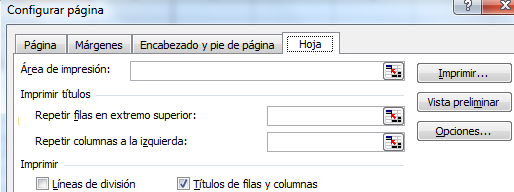 Configurar página
Página Márgenes Encabezado y pie de página Hoja
Área de impresión:
Imprimir...
Imprimir títulos
Vista preliminar
Repetir filas en extremo superior:
Opciones...
Repetir columnas a la izquierda:
Imprimir
Líneas de división Títulos de filas y columnas